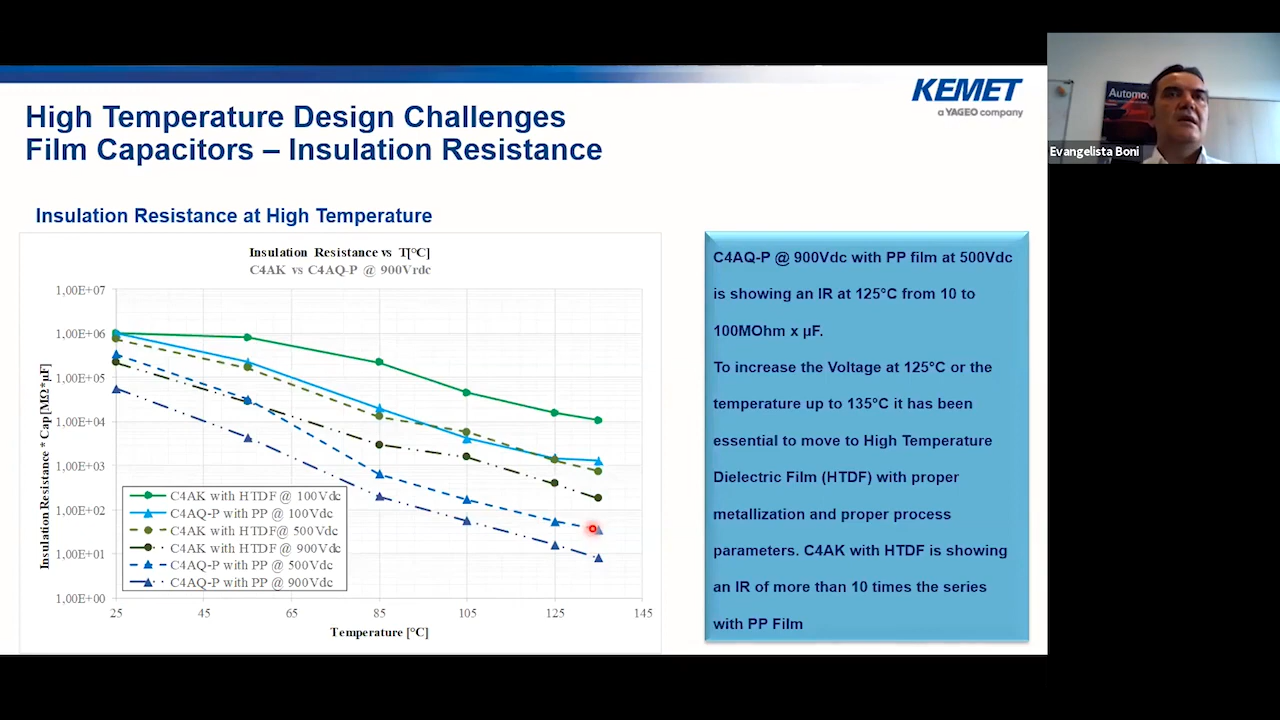 KEMET
a YAGEO company
High Temperature Design Challenges
Film Capacitors – Insulation Resistance
Automo
Evangelista Boni
Insulation Resistance at High Temperature
Insulation Resistance vs T[°C]
C4AK vs C4AQ-P @ 900Vrdc
Insulation Resistance * Cap[MΩ*µF]
1,00E+07
1,00E+06
1,00E+05
1,00E+04
1,00E+03
1,00E+02
1,00E+01
1,00E+00
C4AK with HTDF @ 100Vdc
C4AQ-P with PP @ 100Vdc
C4AK with HTDF@ 500Vdc
C4AK with HTDF @ 900Vdc
C4AQ-P with PP @ 500Vdc
C4AQ-P with PP @ 900Vdc
25 45 65 85 105 125 145
Temperature [°C]
C4AQ-P @ 900Vdc with PP film at 500Vdc
is showing an IR at 125°C from 10 to
100MOhm x µF.
To increase the Voltage at 125°C or the
temperature up to 135°C it has been
essential to move to High Temperature
Dielectric Film (HTDF) with proper
metallization and proper process
parameters. C4AK with HTDF is showing
an IR of more than 10 times the series
with PP Film